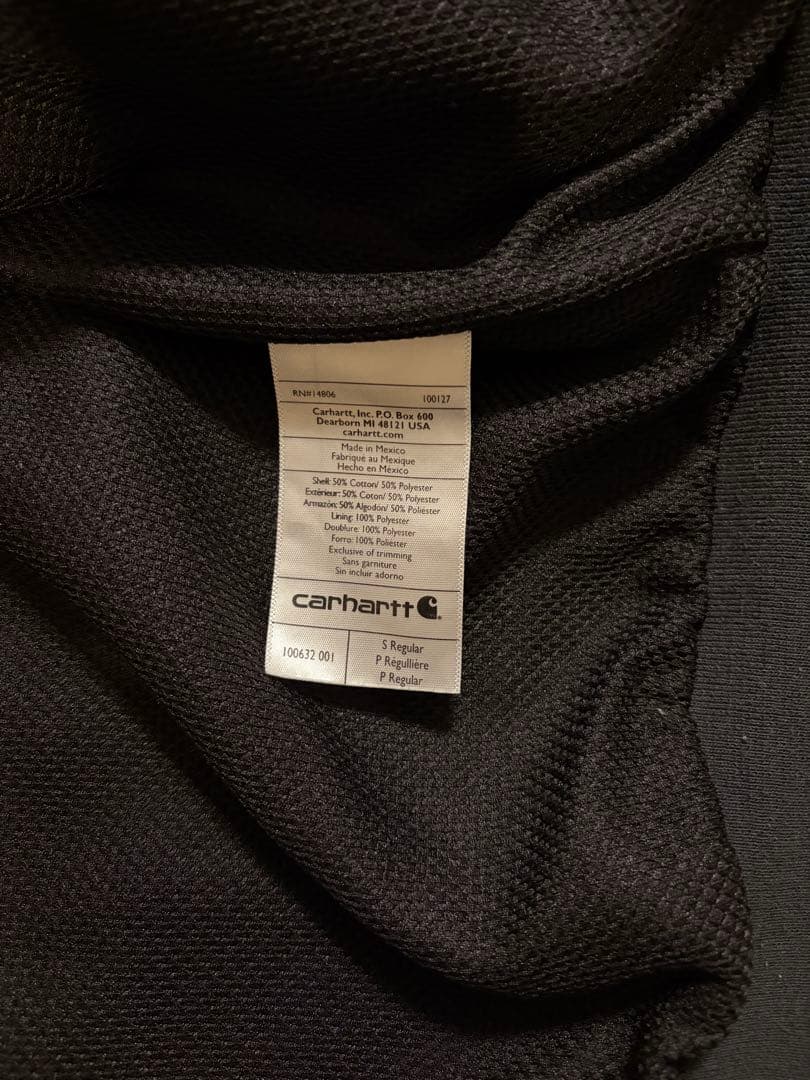 RN#14806 100127
Carhartt, Inc. P.O. Box 600
Dearborn MI 48121 USA
carhartt.com
Made in Mexico
Fabriqué au Mexique
Hecho en México
Shell: 50% Cotton/ 50% Polyester
Extérieur: 50% Coton/ 50% Polyester
Armazón: 50% Algodón/ 50% Poliéster
Lining: 100% Polyester
Doublure: 100% Polyester
Forro: 100% Poliéster
Exclusive of trimming
Sans garniture
Sin incluir adorno
carhartt
100632 001
S Regular
P Régullière
P Regular